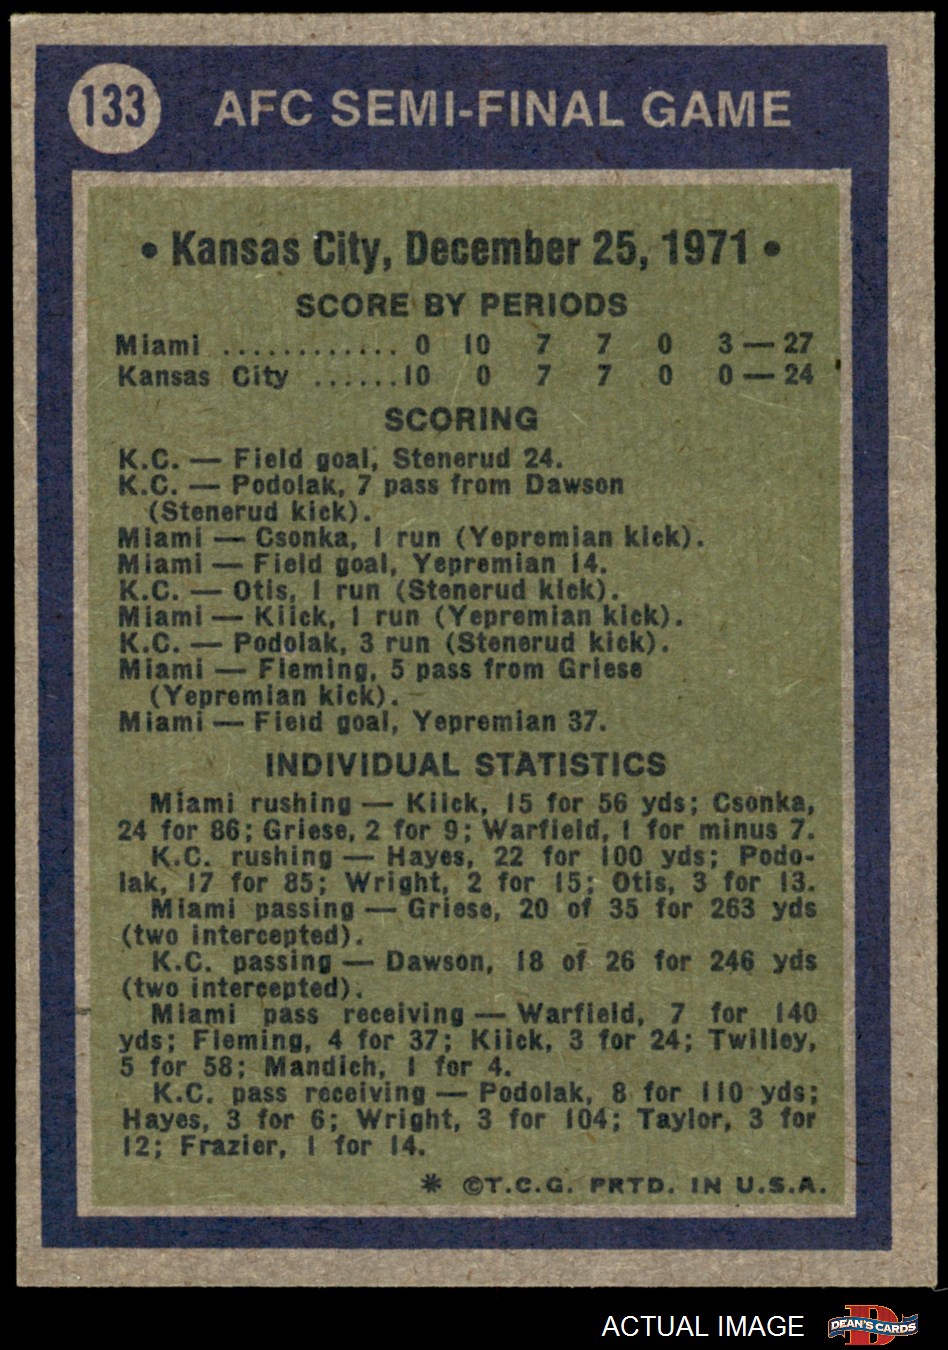 133
AFC SEMI-FINAL GAME
• Kansas City, December 25, 1971 •
SCORE BY PERIODS
Miami ............ 0 10 7 7 0 3 — 27
Kansas City ......10 0 7 7 0 0 — 24
SCORING
K.C. — Field goal, Stenerud 24.
K.C. — Podolak, 7 pass from Dawson
(Stenerud kick).
Miami — Csonka, 1 run (Yepremian kick).
Miami — Field goal, Yepremian 14.
K.C. — Otis, 1 run (Stenerud kick).
Miami — Kiick, 1 run (Yepremian kick).
K.C. — Podolak, 3 run (Stenerud kick).
Miami — Fleming, 5 pass from Griese
(Yepremian kick).
Miami — Field goal, Yepremian 37.
INDIVIDUAL STATISTICS
Miami rushing — Kiick, 15 for 56 yds; Csonka,
24 for 86; Griese, 2 for 9; Warfield, 1 for minus 7.
K.C. rushing — Hayes, 22 for 100 yds; Podo-
lak, 17 for 85; Wright, 2 for 15; Otis, 3 for 13.
Miami passing — Griese, 20 of 35 for 263 yds
(two intercepted).
K.C. passing — Dawson, 18 of 26 for 246 yds
(two intercepted).
Miami pass receiving — Warfield, 7 for 140
yds; Fleming, 4 for 37; Kiick, 3 for 24; Twilley,
5 for 58; Mandich, 1 for 4.
K.C. pass receiving — Podolak, 8 for 110 yds;
Hayes, 3 for 6; Wright, 3 for 104; Taylor, 3 for
12; Frazier, 1 for 14.
* ©T.C.G. PRTD. IN U.S.A.
ACTUAL IMAGE
D
DEAN'S CARDS